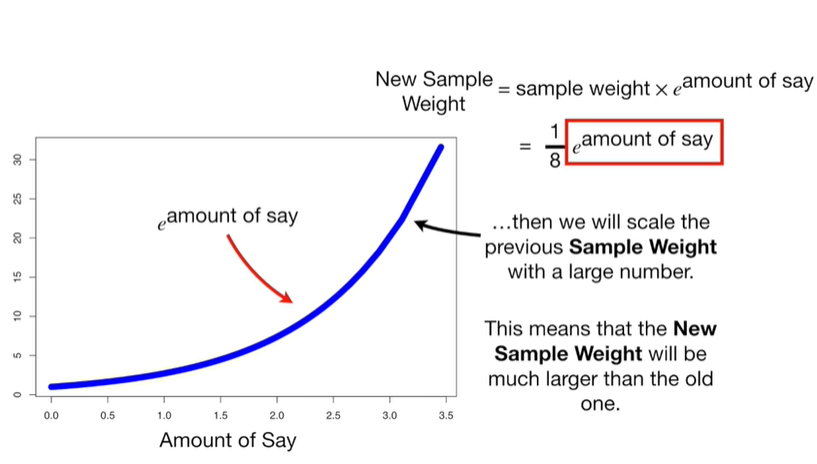 New Sample Weight = sample weight × e^amount of say
= 1/8 e^amount of say
e^amount of say
…then we will scale the
previous Sample Weight
with a large number.
This means that the New
Sample Weight will be
much larger than the old
one.
30
25
20
15
10
5
0
0.0 0.5 1.0 1.5 2.0 2.5 3.0 3.5
Amount of Say